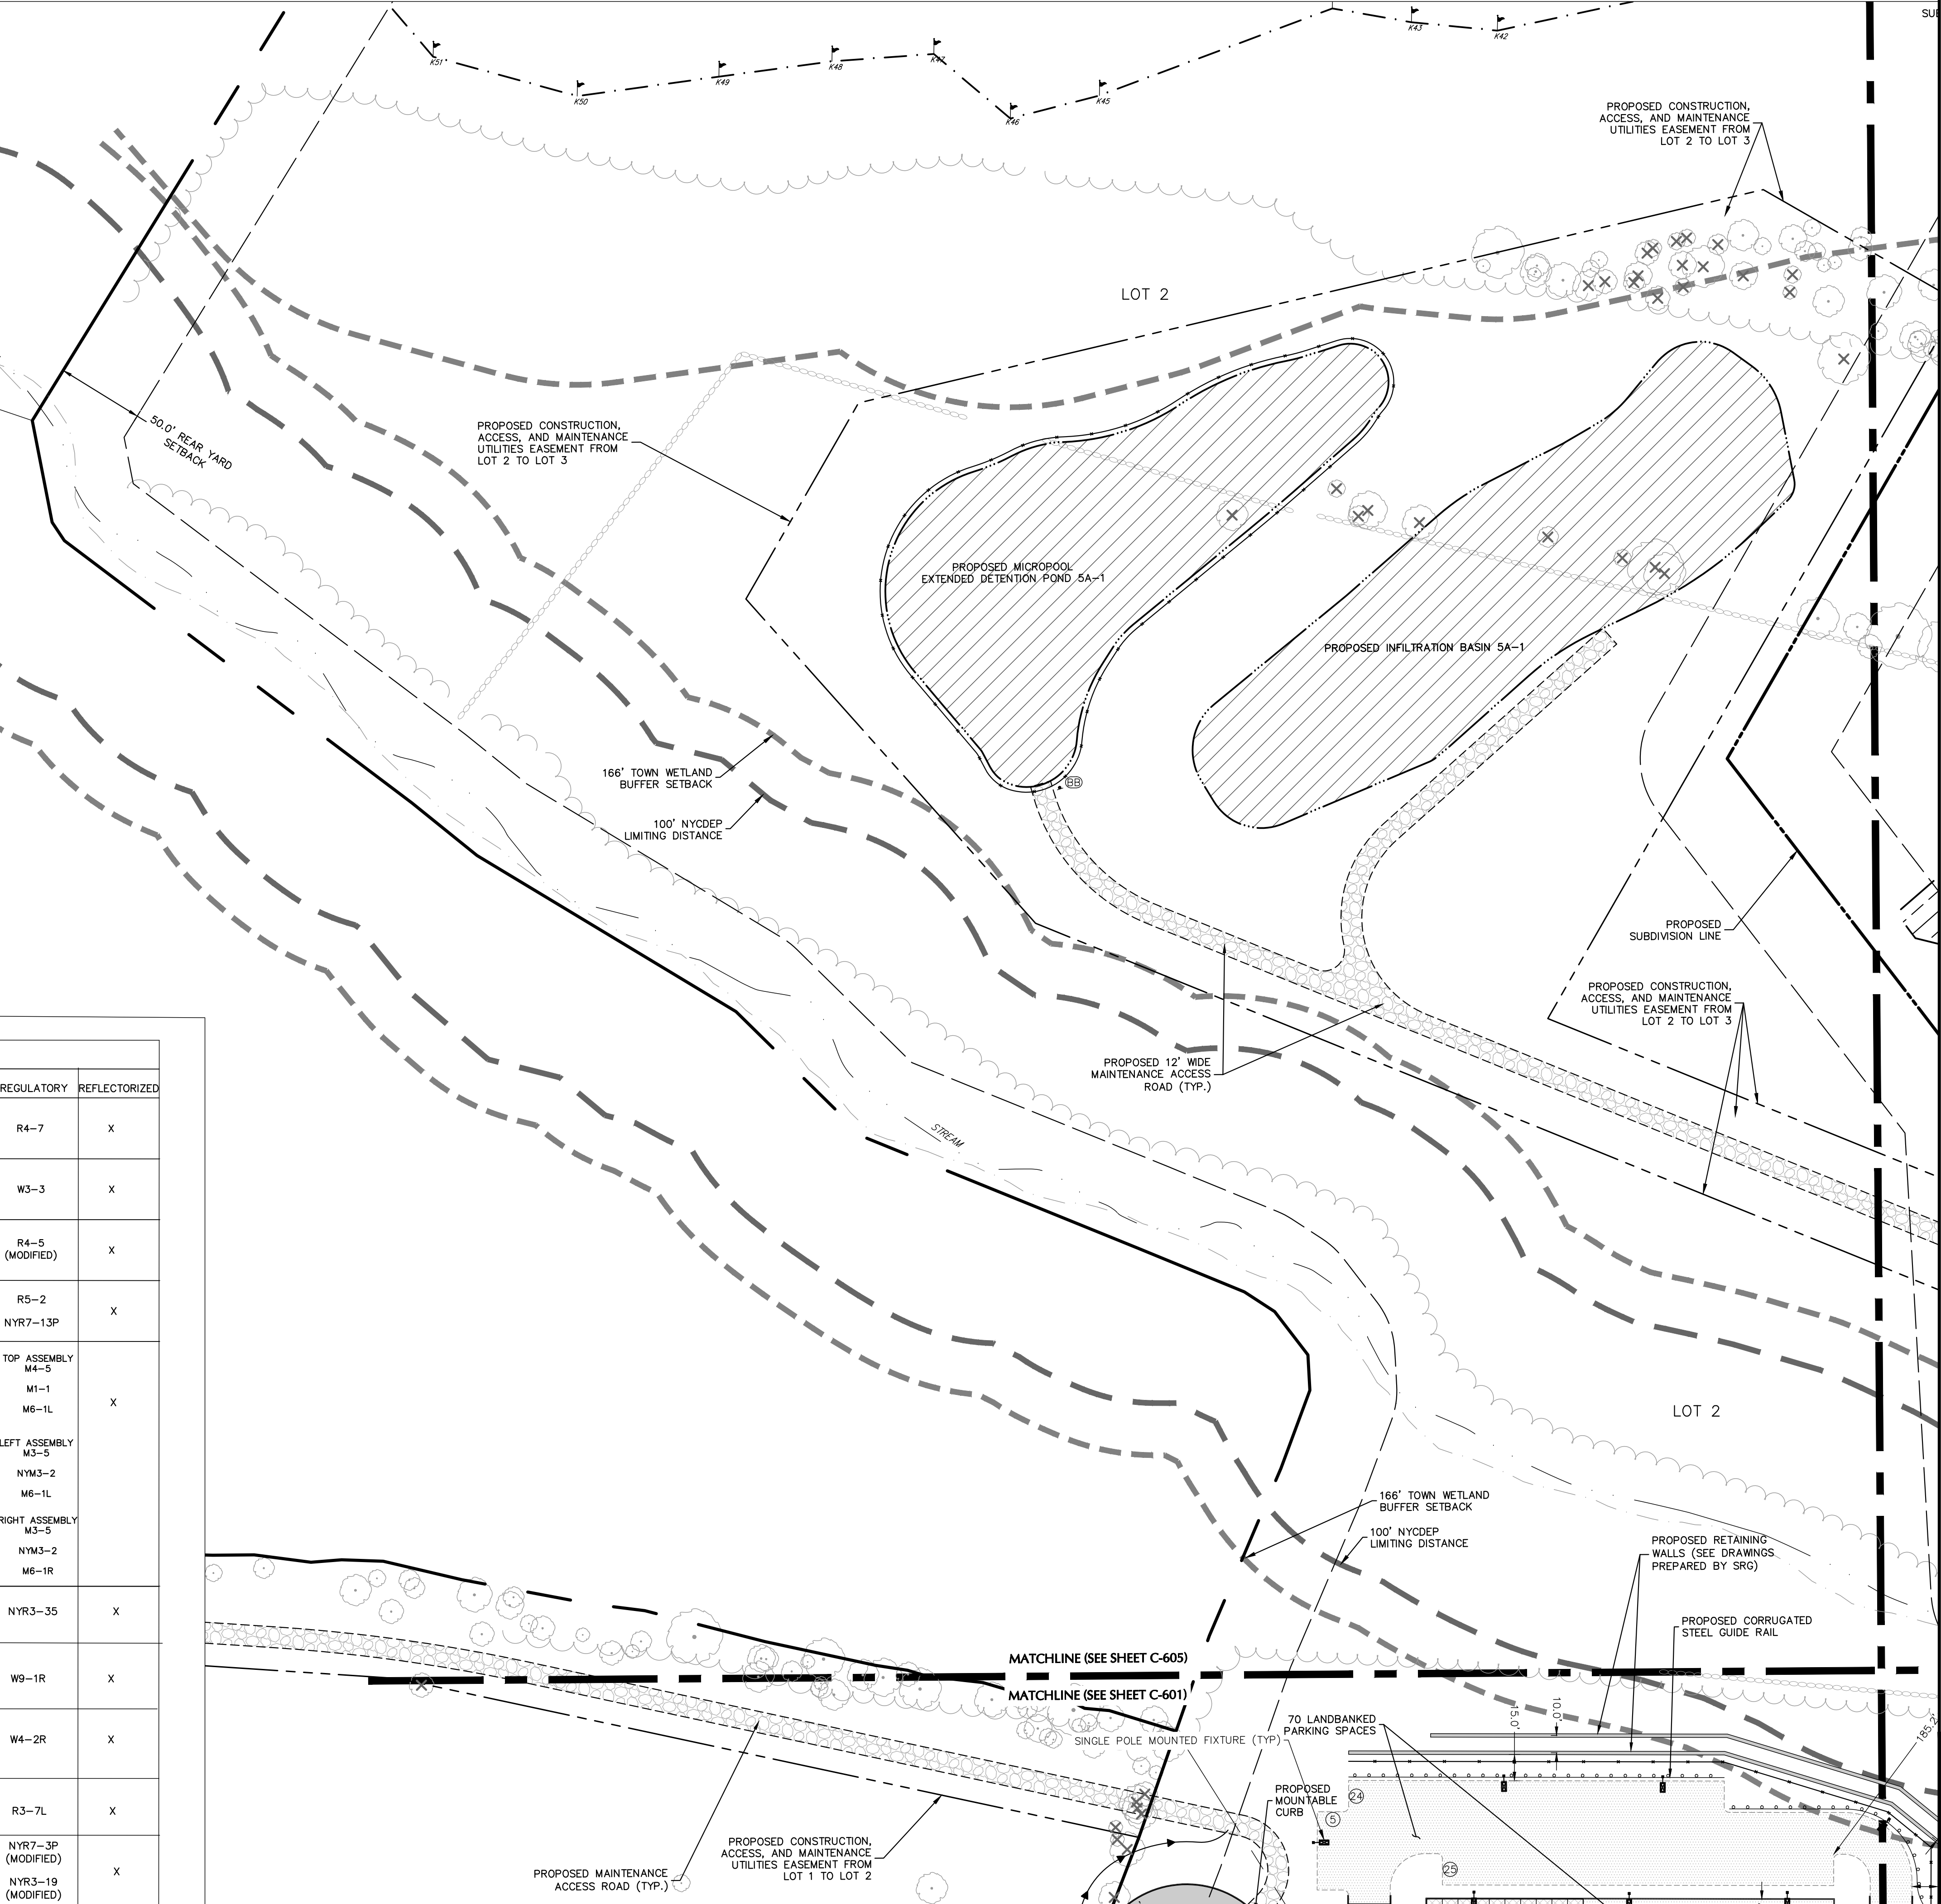 SUB
K51
K50
K49
K48
K47
K46
K45
K43
K42
PROPOSED CONSTRUCTION,
ACCESS, AND MAINTENANCE
UTILITIES EASEMENT FROM
LOT 2 TO LOT 3
LOT 2
50.0' REAR YARD
SETBACK
PROPOSED CONSTRUCTION,
ACCESS, AND MAINTENANCE
UTILITIES EASEMENT FROM
LOT 2 TO LOT 3
PROPOSED MICROPOOL
EXTENDED DETENTION POND 5A-1
PROPOSED INFILTRATION BASIN 5A-1
166' TOWN WETLAND
BUFFER SETBACK
BB
100' NYCDEP
LIMITING DISTANCE
PROPOSED
SUBDIVISION LINE
PROPOSED CONSTRUCTION,
ACCESS, AND MAINTENANCE
UTILITIES EASEMENT FROM
LOT 2 TO LOT 3
PROPOSED 12' WIDE
MAINTENANCE ACCESS
ROAD (TYP.)
STREAM
REGULATORY REFLECTORIZED
R4-7 X
W3-3 X
R4-5
(MODIFIED) X
R5-2
NYR7-13P X
TOP ASSEMBLY
M4-5
M1-1
M6-1L X
LEFT ASSEMBLY
M3-5
NYM3-2
M6-1L
RIGHT ASSEMBLY
M3-5
NYM3-2
M6-1R
NYR3-35 X
W9-1R X
W4-2R X
R3-7L X
NYR7-3P
(MODIFIED)
X
NYR3-19
(MODIFIED)
LOT 2
166' TOWN WETLAND
BUFFER SETBACK
100' NYCDEP
LIMITING DISTANCE
PROPOSED RETAINING
WALLS (SEE DRAWINGS
PREPARED BY SRG)
PROPOSED CORRUGATED
STEEL GUIDE RAIL
MATCHLINE (SEE SHEET C-605)
MATCHLINE (SEE SHEET C-601)
70 LANDBANKED
PARKING SPACES
15.0'
10.0'
185.2'
SINGLE POLE MOUNTED FIXTURE (TYP)
PROPOSED
MOUNTABLE
CURB
24
5
25
PROPOSED CONSTRUCTION,
ACCESS, AND MAINTENANCE
UTILITIES EASEMENT FROM
LOT 1 TO LOT 2
PROPOSED MAINTENANCE
ACCESS ROAD (TYP.)